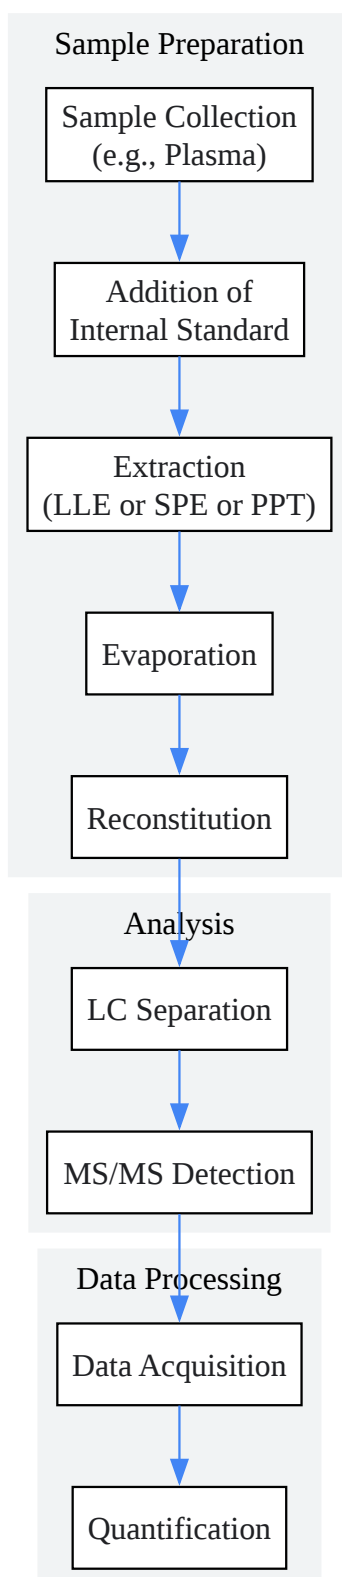 Sample Preparation
Sample Collection
(e.g., Plasma)
Addition of
Internal Standard
Extraction
(LLE or SPE or PPT)
Evaporation
Reconstitution
Analysis
LC Separation
MS/MS Detection
Data Processing
Data Acquisition
Quantification